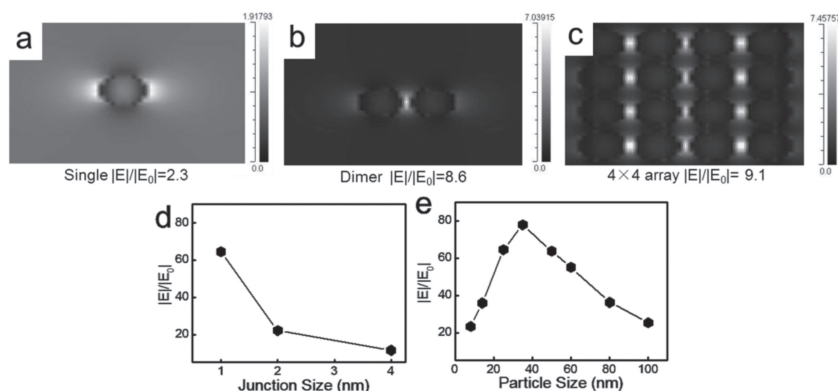 a
1.91793
0.0
Single |E|/|E₀|=2.3
b
7.03915
0.0
Dimer |E|/|E₀|=8.6
c
7.45757
0.0
4×4 array |E|/|E₀|= 9.1
d
|E|/|E₀|
80
60
40
20
1 2 3 4
Junction Size (nm)
e
|E|/|E₀|
80
60
40
20
0 20 40 60 80 100
Particle Size (nm)